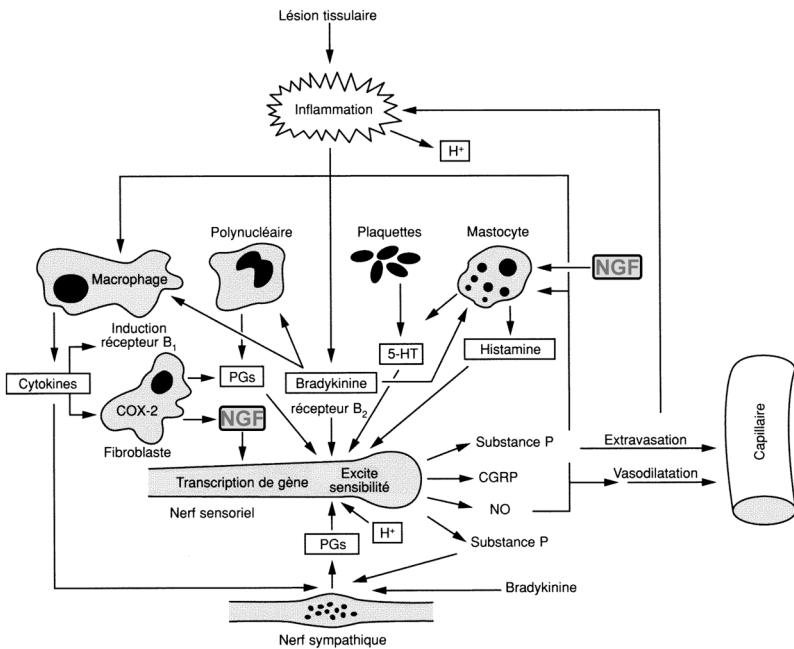 Lésion tissulaire
Inflammation
H+
Polynucléaire
Plaquettes
Mastocyte
NGF
Macrophage
Induction
récepteur B1
5-HT
Histamine
Cytokines
PGs
Bradykinine
COX-2
NGF
récepteur B2
Fibroblaste
Substance P
Extravasation
Capillaire
Transcription de gène
Excite
sensibilité
CGRP
Vasodilatation
Nerf sensoriel
NO
H+
PGs
Substance P
Bradykinine
Nerf sympathique